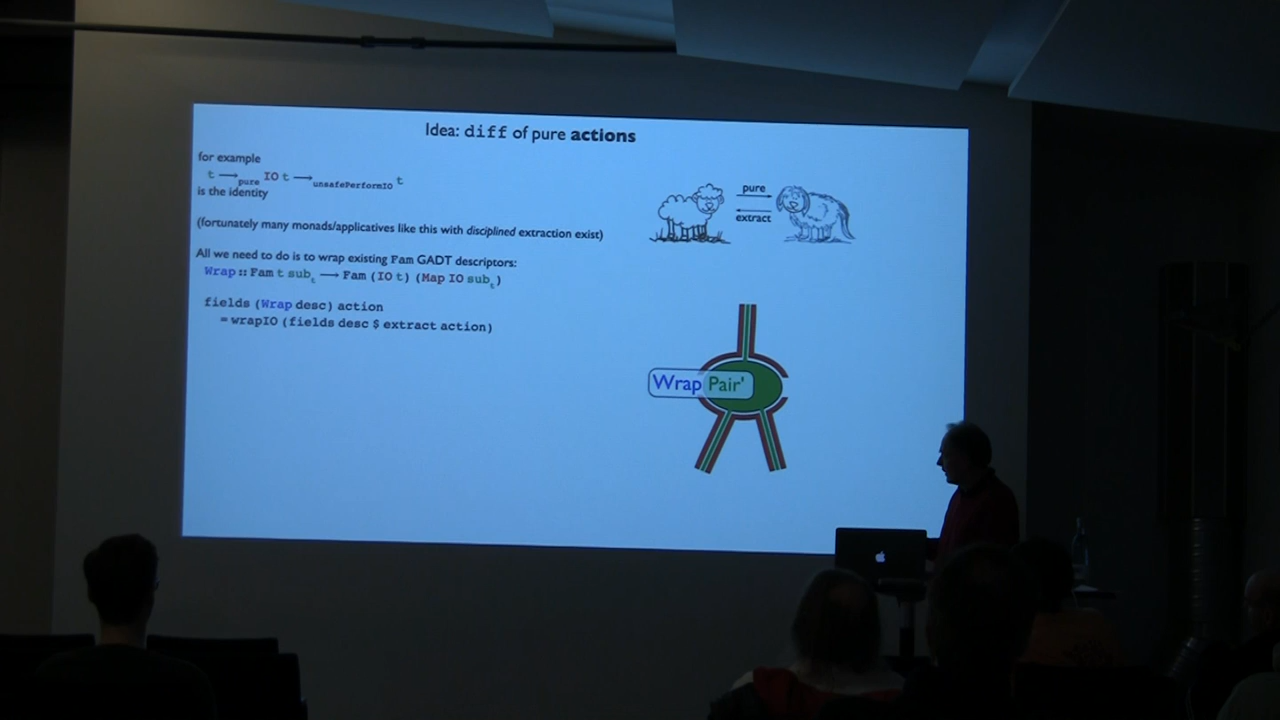 Idea: diff of pure actions
for example
t ⟶pure IO t ⟶unsafePerformIO t
is the identity
(fortunately many monads/applicatives like this with disciplined extraction exist)
All we need to do is to wrap existing Fam GADT descriptors:
Wrap :: Fam t subt ⟶ Fam (IO t) (Map IO subt)
fields (Wrap desc) action
= wrapIO (fields desc $ extract action)
pure
extract
Wrap Pair'